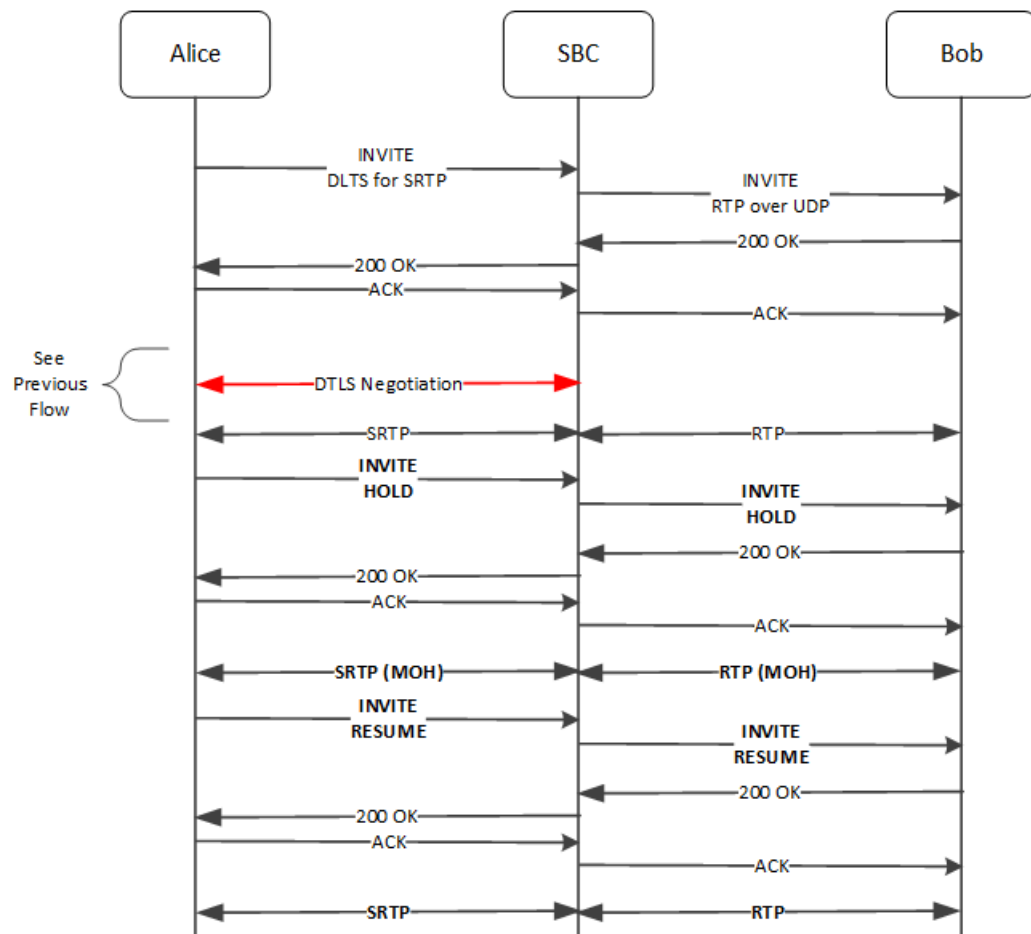 Alice
SBC
Bob
INVITE
DLTS for SRTP
INVITE
RTP over UDP
200 OK
200 OK
ACK
ACK
See
Previous
Flow
DTLS Negotiation
SRTP
RTP
INVITE
HOLD
INVITE
HOLD
200 OK
200 OK
ACK
ACK
SRTP (MOH)
RTP (MOH)
INVITE
RESUME
INVITE
RESUME
200 OK
200 OK
ACK
ACK
SRTP
RTP